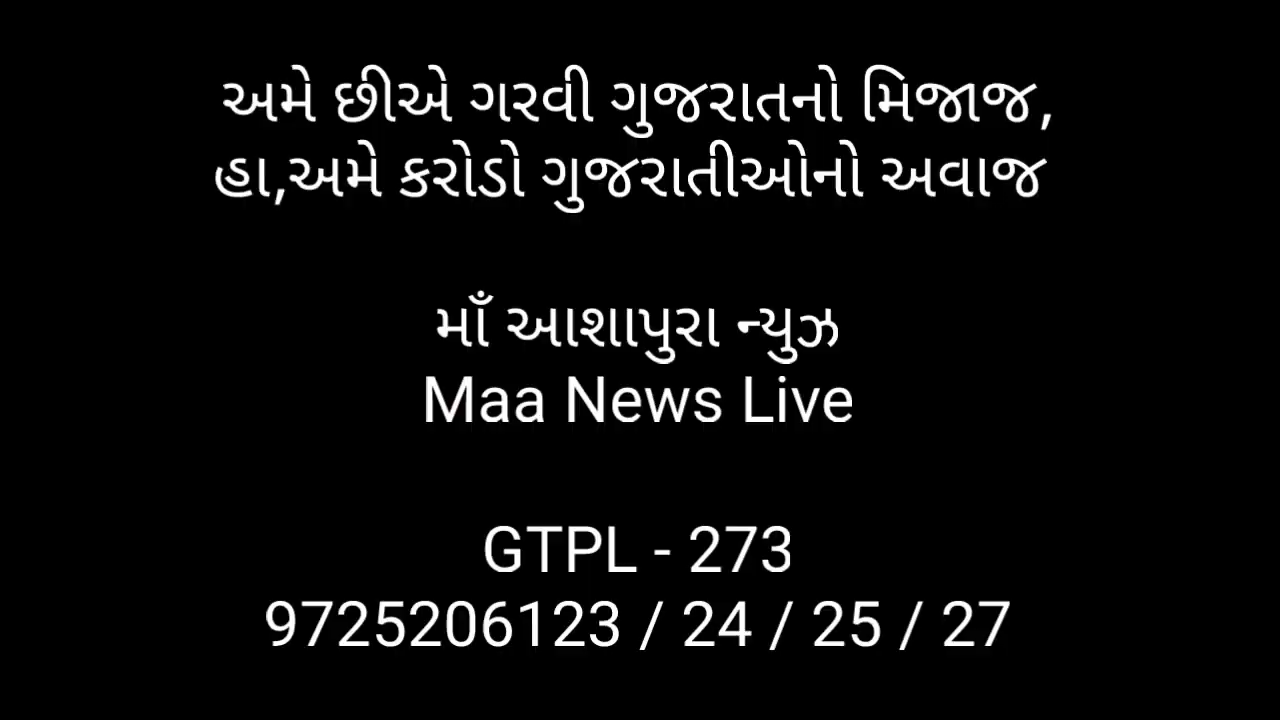 અમે છીએ ગરવી ગુજરાતનો મિજાજ,
હા,અમે કરોડો ગુજરાતીઓનો અવાજ
માઁ આશાપુરા ન્યુઝ
Maa News Live
GTPL - 273
9725206123 / 24 / 25 / 27